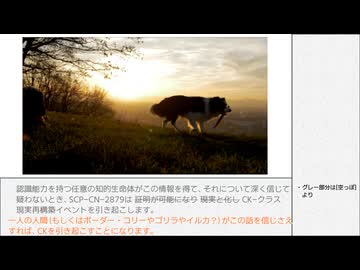 認識能力を持つ任意の知的生命体がこの情報を得て、それについて深く信じて
疑わないとき、SCP-CN-2879は 証明が可能になり 現実と化し CK-クラス
現実再構築イベントを引き起こします。
一人の人間(もしくはボーダー・コリーやゴリラやイルカ?)がこの話を信じさえ
すれば、CKを引き起こすことになります。
・グレー部分は[空っぽ]
より